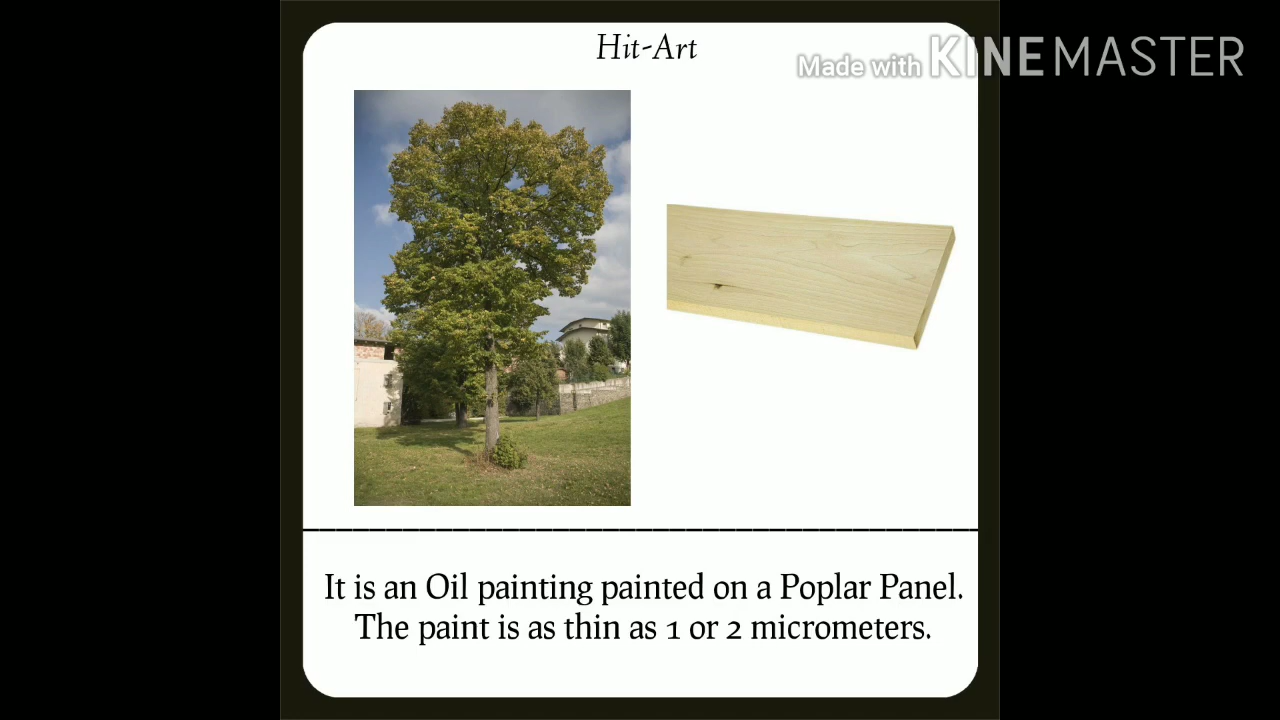 Hit-Art
Made with KINEMASTER
It is an Oil painting painted on a Poplar Panel.
The paint is as thin as 1 or 2 micrometers.